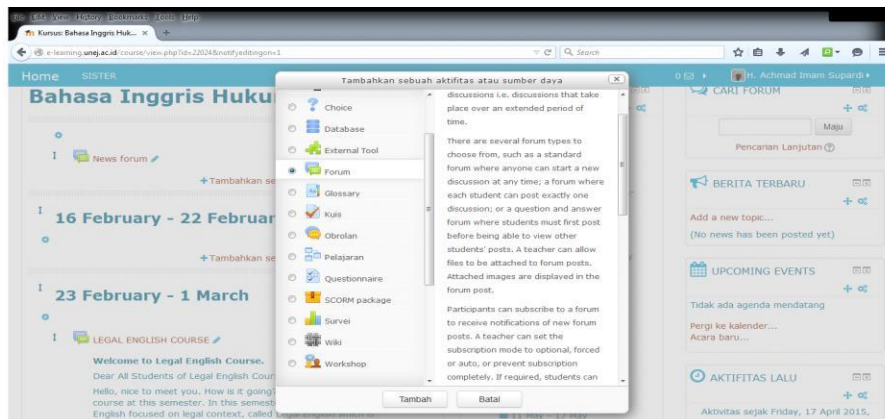 File Edit View History Bookmarks Tools Help
Kursus: Bahasa Inggris Huk...
e-learning.unej.ac.id/course/view.php?id=22024&notifyeditingon=1
Search
Home SISTER
H. Achmad Imam Supardi
Bahasa Inggris Huku
News forum
+Tambahkan se
16 February - 22 Februar
+Tambahkan se
23 February - 1 March
LEGAL ENGLISH COURSE
Welcome to Legal English Course.
Dear All Students of Legal English Cour
Hello, nice to meet you. How is it going?
course at this semester. In this semest
English focused on legal context, called Legal English which is
Tambahkan sebuah aktifitas atau sumber daya
Choice
Database
External Tool
Forum
Glossary
Kuis
Obrolan
Pelajaran
Questionnaire
SCORM package
Survei
Wiki
Workshop
discussions i.e. discussions that take
place over an extended period of
time.
There are several forum types to
choose from, such as a standard
forum where anyone can start a new
discussion at any time; a forum where
each student can post exactly one
discussion; or a question and answer
forum where students must first post
before being able to view other
students' posts. A teacher can allow
files to be attached to forum posts.
Attached images are displayed in the
forum post.
Participants can subscribe to a forum
to receive notifications of new forum
posts. A teacher can set the
subscription mode to optional, forced
or auto, or prevent subscription
completely. If required, students can
Tambah Batal
11 May - 17 May
CARI FORUM
Maju
Pencarian Lanjutan
BERITA TERBARU
Add a new topic...
(No news has been posted yet)
UPCOMING EVENTS
Tidak ada agenda mendatang
Pergi ke kalender...
Acara baru...
AKTIFITAS LALU
Aktivitas sejak Friday, 17 April 2015,